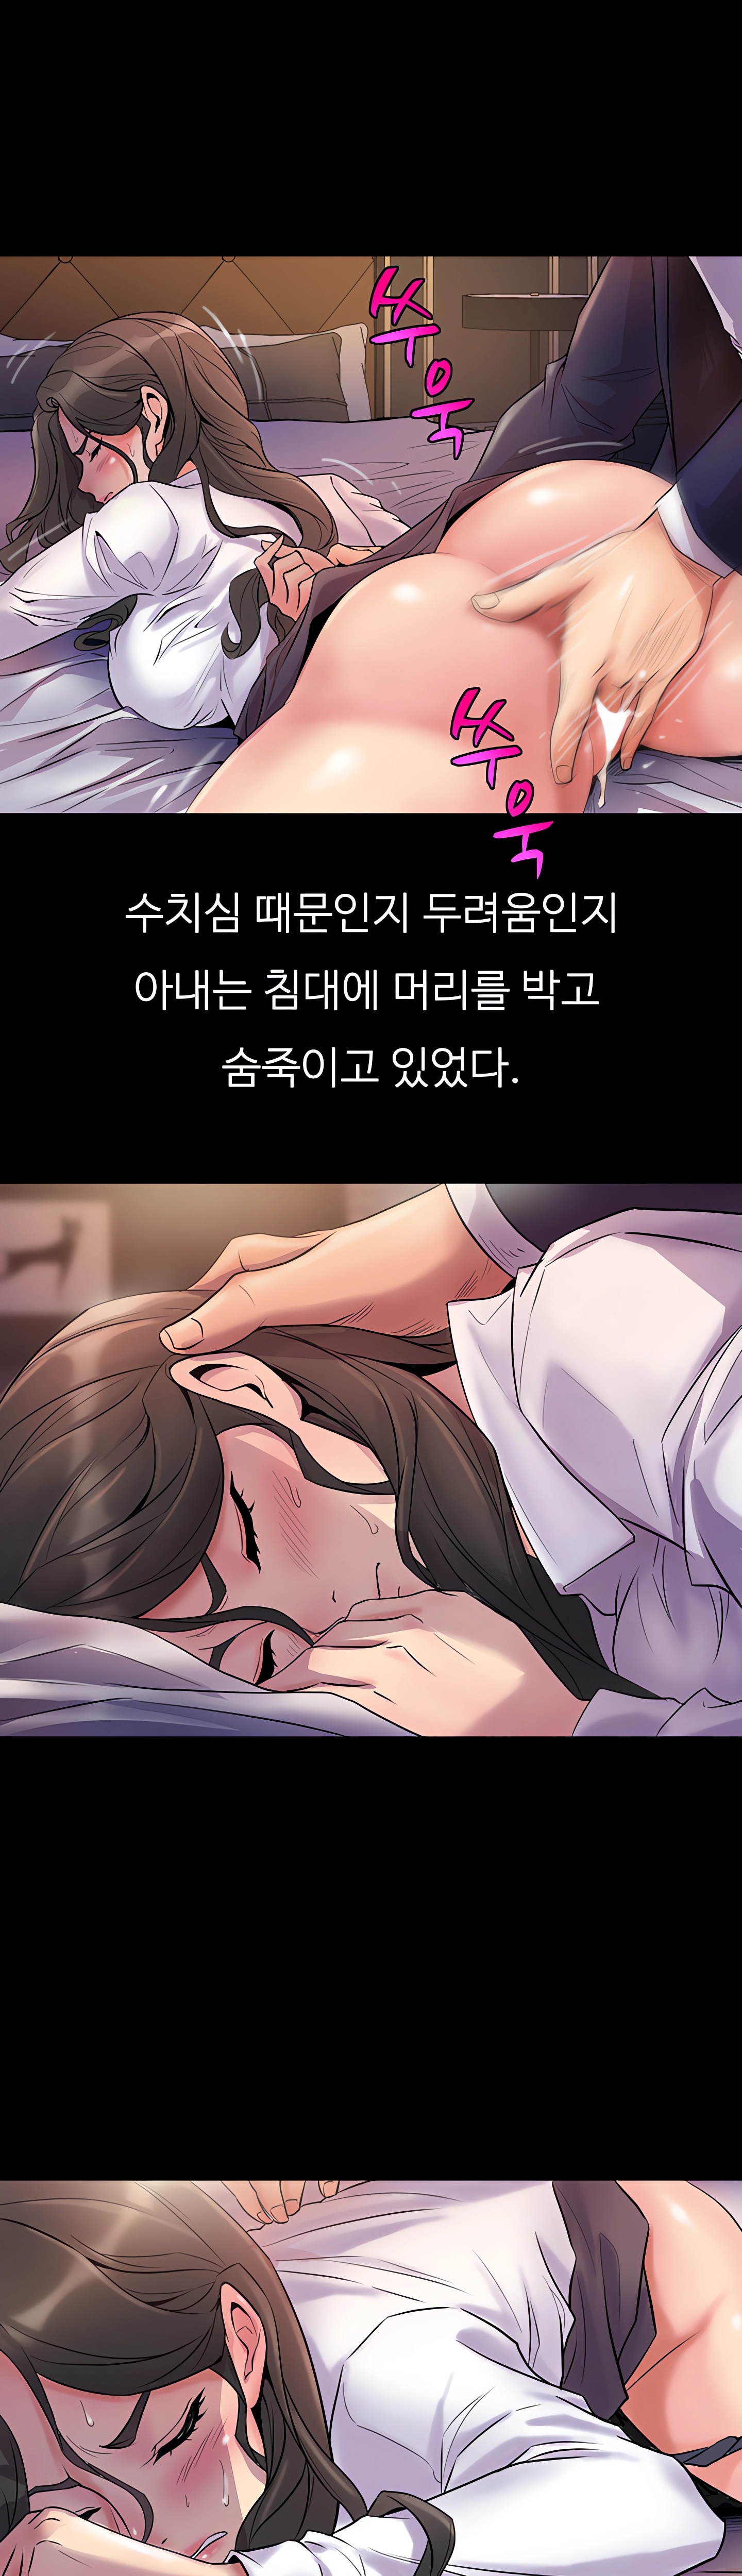 쑤
욱
쑤
욱
수치심 때문인지 두려움인지
아내는 침대에 머리를 박고
숨죽이고 있었다.